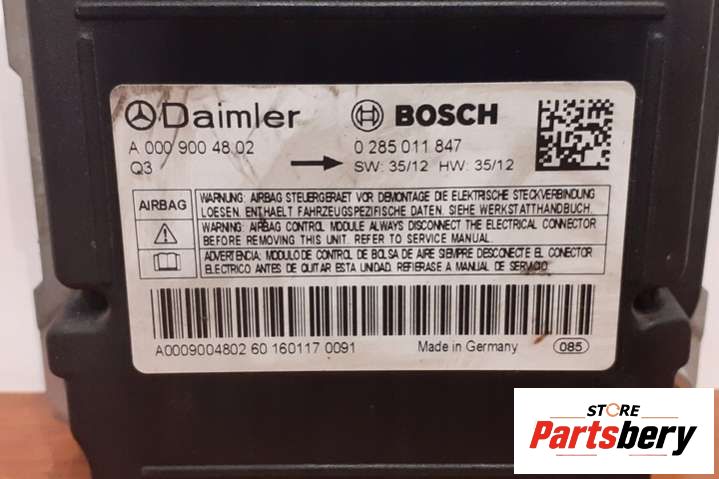 Daimler
BOSCH
A 000 900 48 02
0 285 011 847
Q3
SW: 35/12 HW: 35/12
AIRBAG
WARNUNG: AIRBAG STEUERGERAET VOR DEMONTAGE DIE ELEKTRISCHE STECKVERBINDUNG
LOESEN. ENTHAELT FAHRZEUGSPEZIFISCHE DATEN. SIEHE WERKSTATTHANDBUCH.
WARNING: AIRBAG CONTROL MODULE ALWAYS DISCONNECT THE ELECTRICAL CONNECTOR
BEFORE REMOVING THIS UNIT. REFER TO SERVICE MANUAL.
ADVERTENCIA: MODULO DE CONTROL DE BOLSA DE AIRE SIEMPRE DESCONECTE EL CONECTOR
ELECTRICO ANTES DE QUITAR ESTA UNIDAD. REFIERASE A MANUAL DE SERVICIO.
A0009004802 60 160117 0091
Made in Germany
085
STORE
Partsbery